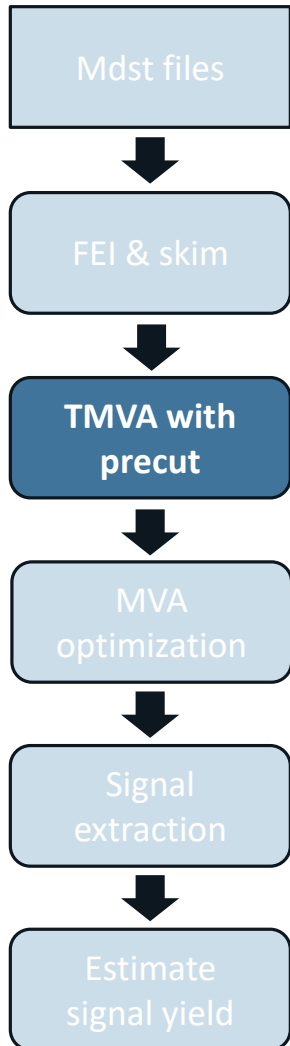 Mdst files
FEI & skim
TMVA with
precut
MVA
optimization
Signal
extraction
Estimate
signal yield